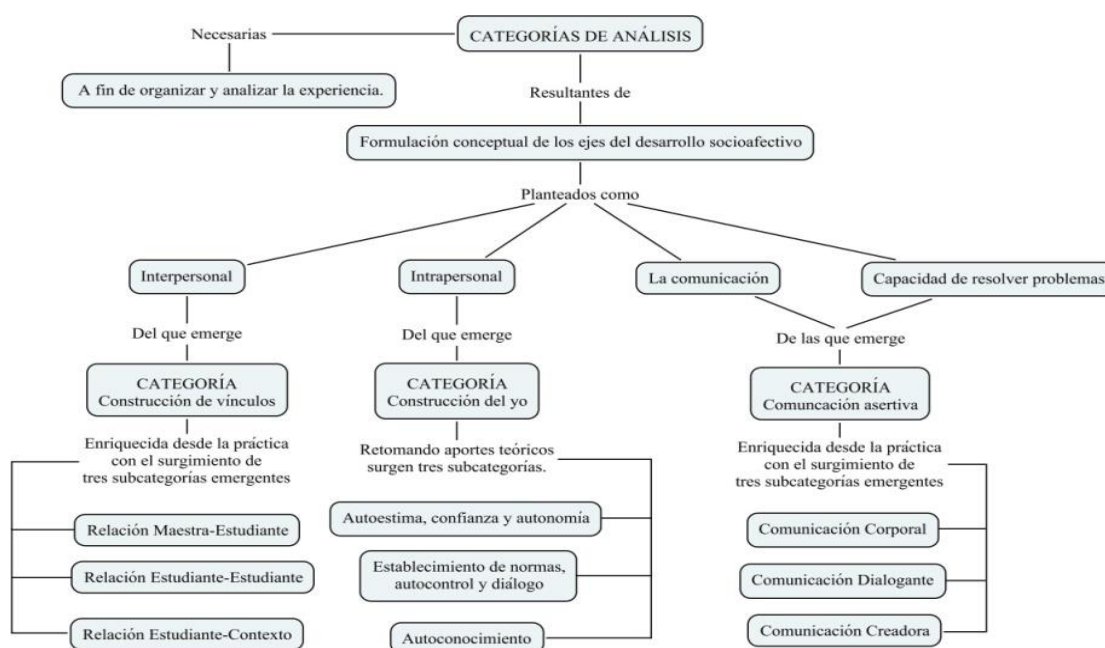 Necesarias
CATEGORÍAS DE ANÁLISIS
A fin de organizar y analizar la experiencia.
Resultantes de
Formulación conceptual de los ejes del desarrollo socioafectivo
Planteados como
Interpersonal
Intrapersonal
La comunicación
Capacidad de resolver problemas
Del que emerge
Del que emerge
De las que emerge
CATEGORÍA
Construcción de vínculos
CATEGORÍA
Construcción del yo
CATEGORÍA
Comuncación asertiva
Enriquecida desde la práctica
con el surgimiento de
tres subcategorías emergentes
Retomando aportes teóricos
surgen tres subcategorías.
Enriquecida desde la práctica
con el surgimiento de
tres subcategorías emergentes
Relación Maestra-Estudiante
Relación Estudiante-Estudiante
Relación Estudiante-Contexto
Autoestima, confianza y autonomía
Establecimiento de normas,
autocontrol y diálogo
Autoconocimiento
Comunicación Corporal
Comunicación Dialogante
Comunicación Creadora